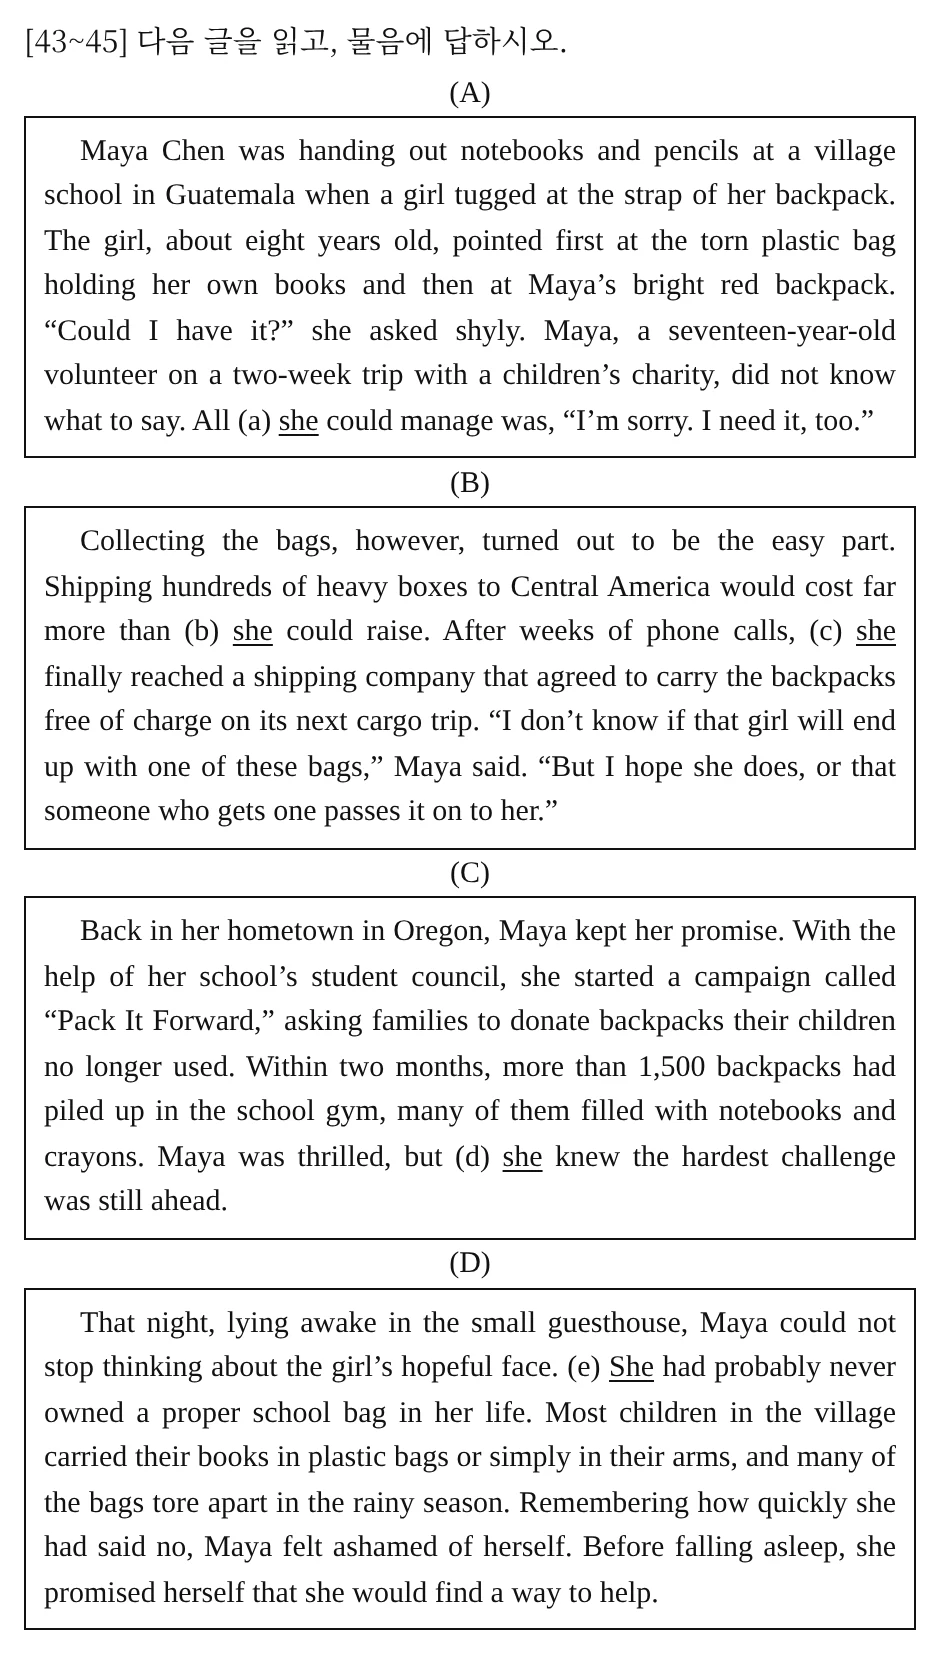 [43~45] 다음 글을 읽고, 물음에 답하시오.
(A)
Maya Chen was handing out notebooks and pencils at a village
school in Guatemala when a girl tugged at the strap of her backpack.
The girl, about eight years old, pointed first at the torn plastic bag
holding her own books and then at Maya’s bright red backpack.
“Could I have it?” she asked shyly. Maya, a seventeen-year-old
volunteer on a two-week trip with a children’s charity, did not know
what to say. All (a) she could manage was, “I’m sorry. I need it, too.”
(B)
Collecting the bags, however, turned out to be the easy part.
Shipping hundreds of heavy boxes to Central America would cost far
more than (b) she could raise. After weeks of phone calls, (c) she
finally reached a shipping company that agreed to carry the backpacks
free of charge on its next cargo trip. “I don’t know if that girl will end
up with one of these bags,” Maya said. “But I hope she does, or that
someone who gets one passes it on to her.”
(C)
Back in her hometown in Oregon, Maya kept her promise. With the
help of her school’s student council, she started a campaign called
“Pack It Forward,” asking families to donate backpacks their children
no longer used. Within two months, more than 1,500 backpacks had
piled up in the school gym, many of them filled with notebooks and
crayons. Maya was thrilled, but (d) she knew the hardest challenge
was still ahead.
(D)
That night, lying awake in the small guesthouse, Maya could not
stop thinking about the girl’s hopeful face. (e) She had probably never
owned a proper school bag in her life. Most children in the village
carried their books in plastic bags or simply in their arms, and many of
the bags tore apart in the rainy season. Remembering how quickly she
had said no, Maya felt ashamed of herself. Before falling asleep, she
promised herself that she would find a way to help.